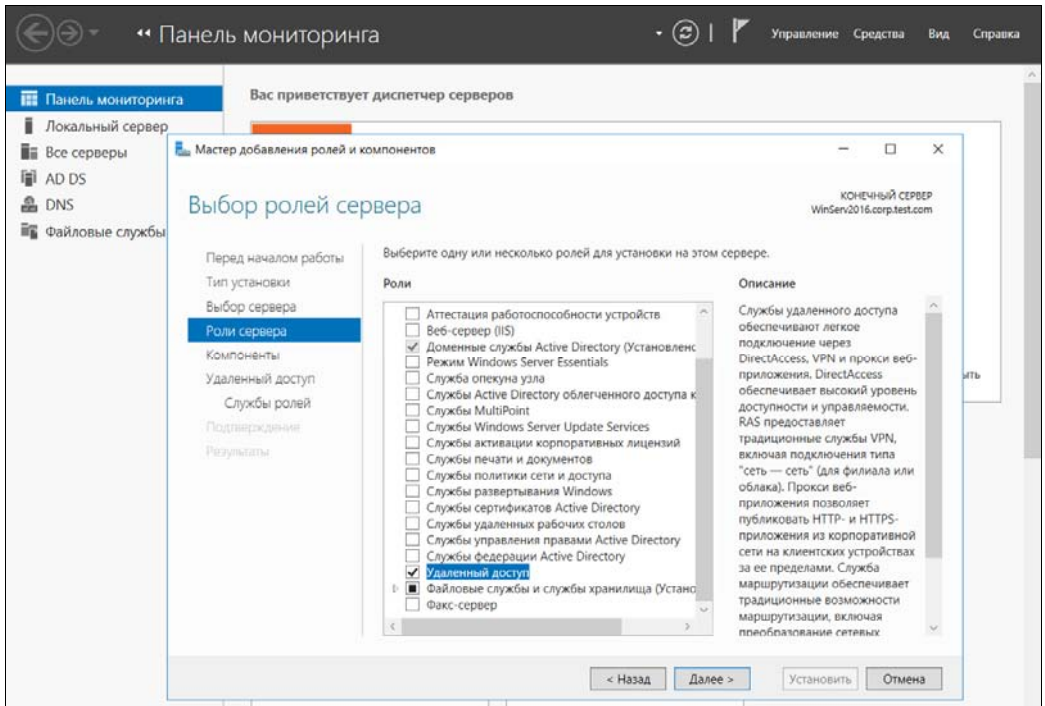 Панель мониторинга
Управление Средства Вид Справка
Панель мониторинга
Локальный сервер
Все серверы
AD DS
DNS
Файловые службы
Вас приветствует диспетчер серверов
Мастер добавления ролей и компонентов
Выбор ролей сервера
КОНЕЧНЫЙ СЕРВЕР
WinServ2016.corp.test.com
Перед началом работы
Тип установки
Выбор сервера
Роли сервера
Компоненты
Удаленный доступ
Службы ролей
Подтверждение
Результаты
Выберите одну или несколько ролей для установки на этом сервере.
Роли
Аттестация работоспособности устройств
Веб-сервер (IIS)
Доменные службы Active Directory (Установленс
Режим Windows Server Essentials
Служба опекуна узла
Службы Active Directory облегченного доступа к
Службы MultiPoint
Службы Windows Server Update Services
Службы активации корпоративных лицензий
Службы печати и документов
Службы политики сети и доступа
Службы развертывания Windows
Службы сертификатов Active Directory
Службы удаленных рабочих столов
Службы управления правами Active Directory
Службы федерации Active Directory
Удаленный доступ
Файловые службы и службы хранилища (Устано
Факс-сервер
Описание
Службы удаленного доступа
обеспечивают легкое
подключение через
DirectAccess, VPN и прокси веб-
приложения. DirectAccess
обеспечивает высокий уровень
доступности и управляемости.
RAS предоставляет
традиционные службы VPN,
включая подключения типа
"сеть — сеть" (для филиала или
облака). Прокси веб-
приложения позволяет
публиковать HTTP- и HTTPS-
приложения из корпоративной
сети на клиентских устройствах
за ее пределами. Служба
маршрутизации обеспечивает
традиционные возможности
маршрутизации, включая
преобразование сетевых
ыть
< Назад Далее > Установить Отмена